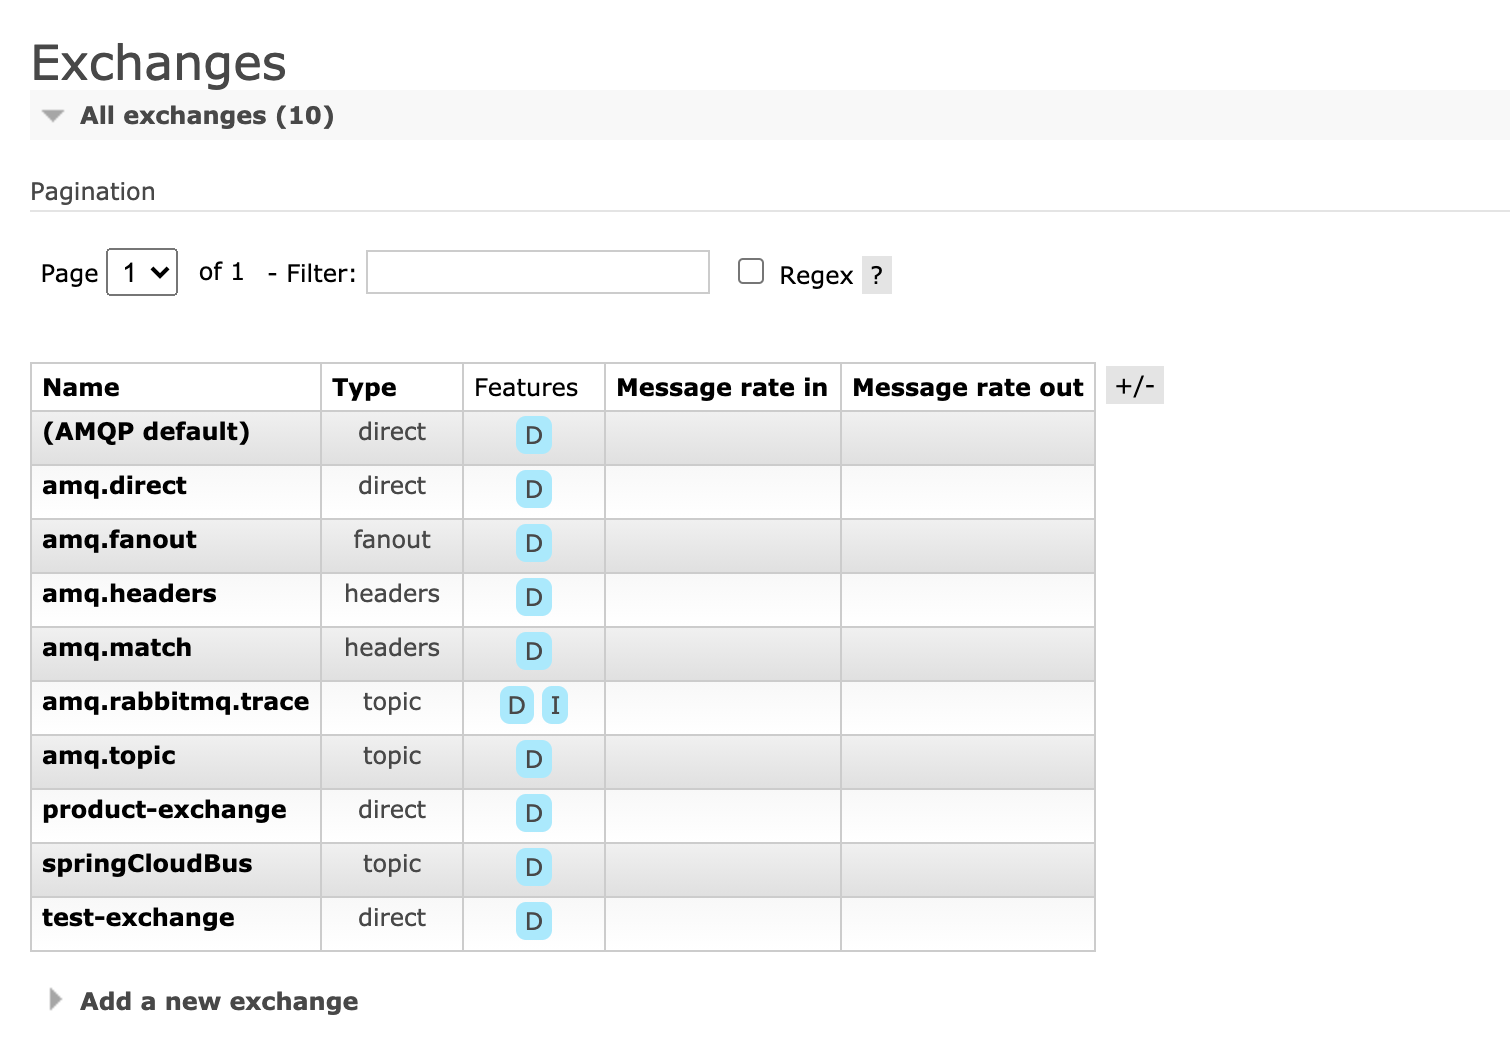 Exchanges
All exchanges (10)
Pagination
Page 1 of 1 - Filter: Regex ?
Name Type Features Message rate in Message rate out +/-
(AMQP default) direct D
amq.direct direct D
amq.fanout fanout D
amq.headers headers D
amq.match headers D
amq.rabbitmq.trace topic D I
amq.topic topic D
product-exchange direct D
springCloudBus topic D
test-exchange direct D
Add a new exchange